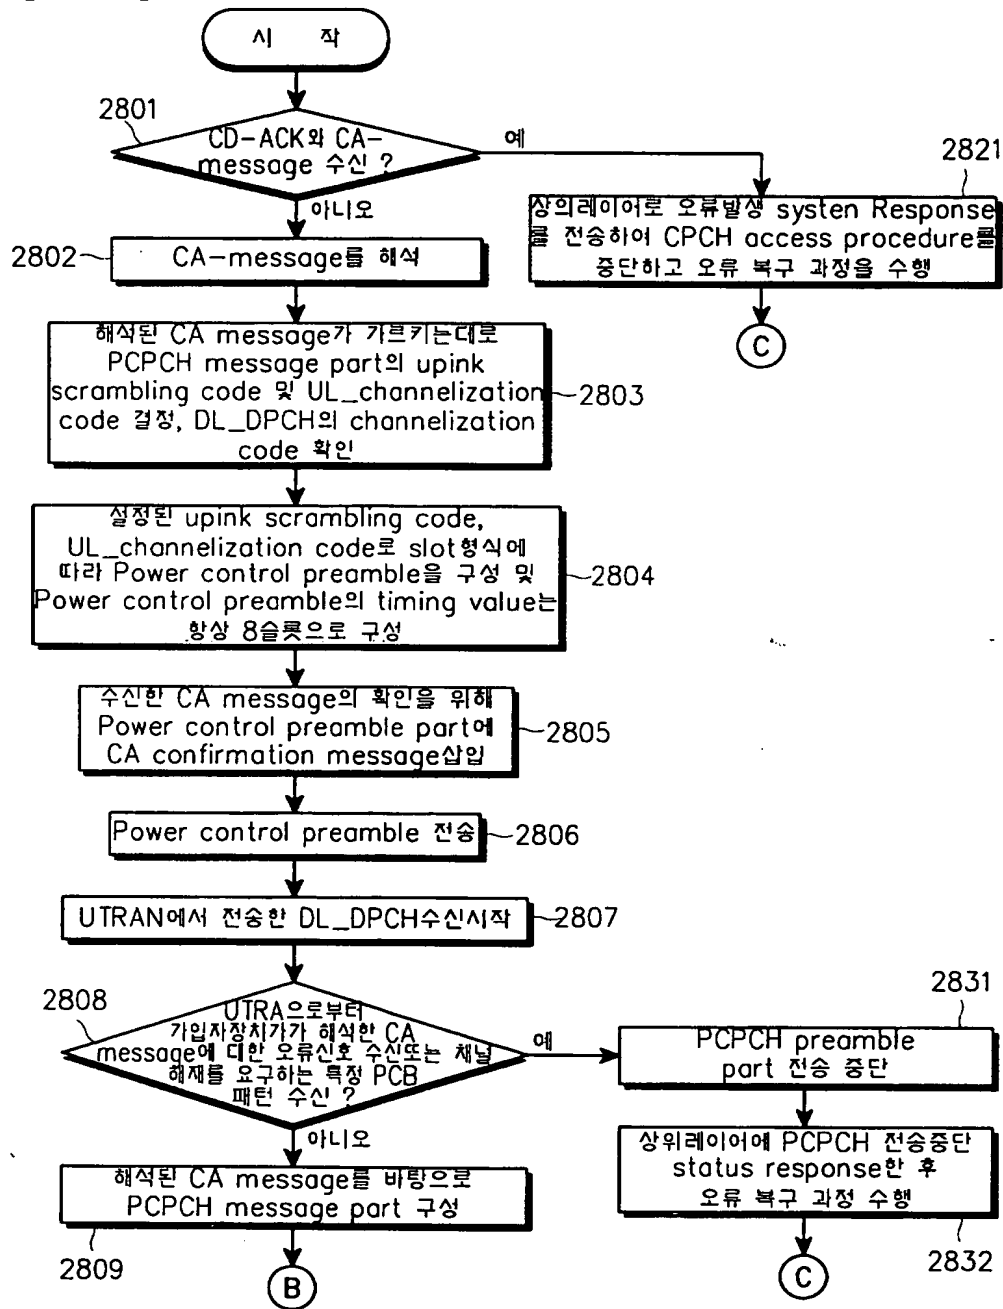 시 작
2801
CD-ACK와 CA-
message 수신 ?
예
아니오
2821
상의레이어로 오류발생 systen Response
를 전송하여 CPCH access procedure를
중단하고 오류 복구 과정을 수행
C
2802
CA-message를 해석
해석된 CA message가 가르키는대로
PCPCH message part의 upink
scrambling code 및 UL_channelization
code 결정, DL_DPCH의 channelization
code 확인
2803
설정된 upink scrambling code,
UL_channelization code로 slot형식에
따라 Power control preamble을 구성 및
Power control preamble의 timing value는
항상 8슬롯으로 구성
2804
수신한 CA message의 확인을 위해
Power control preamble part에
CA confirmation message삽입
2805
Power control preamble 전송
2806
UTRAN에서 전송한 DL_DPCH수신시작
2807
2808
UTRA으로부터
가입자장치가가 해석한 CA
message에 대한 오류신호 수신또는 채널
해재를 요구하는 특정 PCB
패턴 수신 ?
예
아니오
2831
PCPCH preamble
part 전송 중단
상위레이어에 PCPCH 전송중단
status response한 후
오류 복구 과정 수행
2832
C
해석된 CA message를 바탕으로
PCPCH message part 구성
2809
B